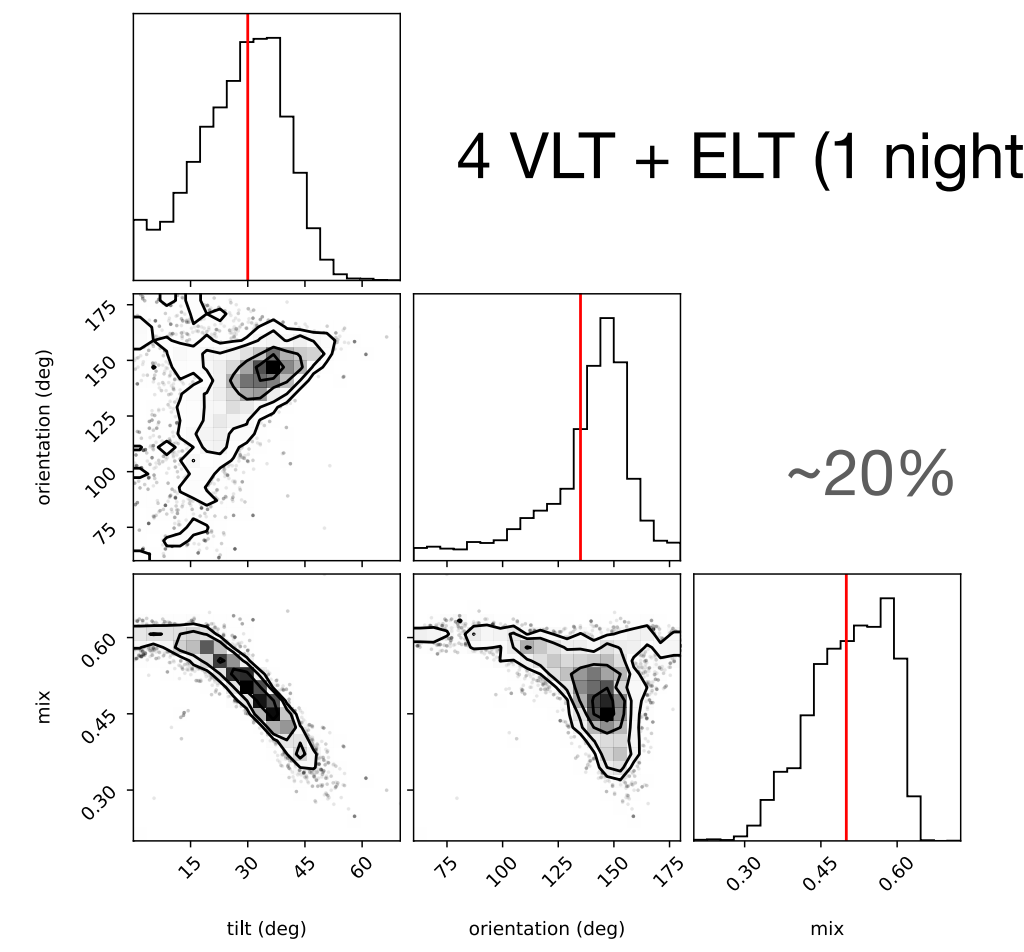 4 VLT + ELT (1 night
175
150
125
100
75
orientation (deg)
~20%
0.60
0.45
0.30
mix
15 30 45 60
75 100 125 150 175
0.30 0.45 0.60
tilt (deg) orientation (deg) mix